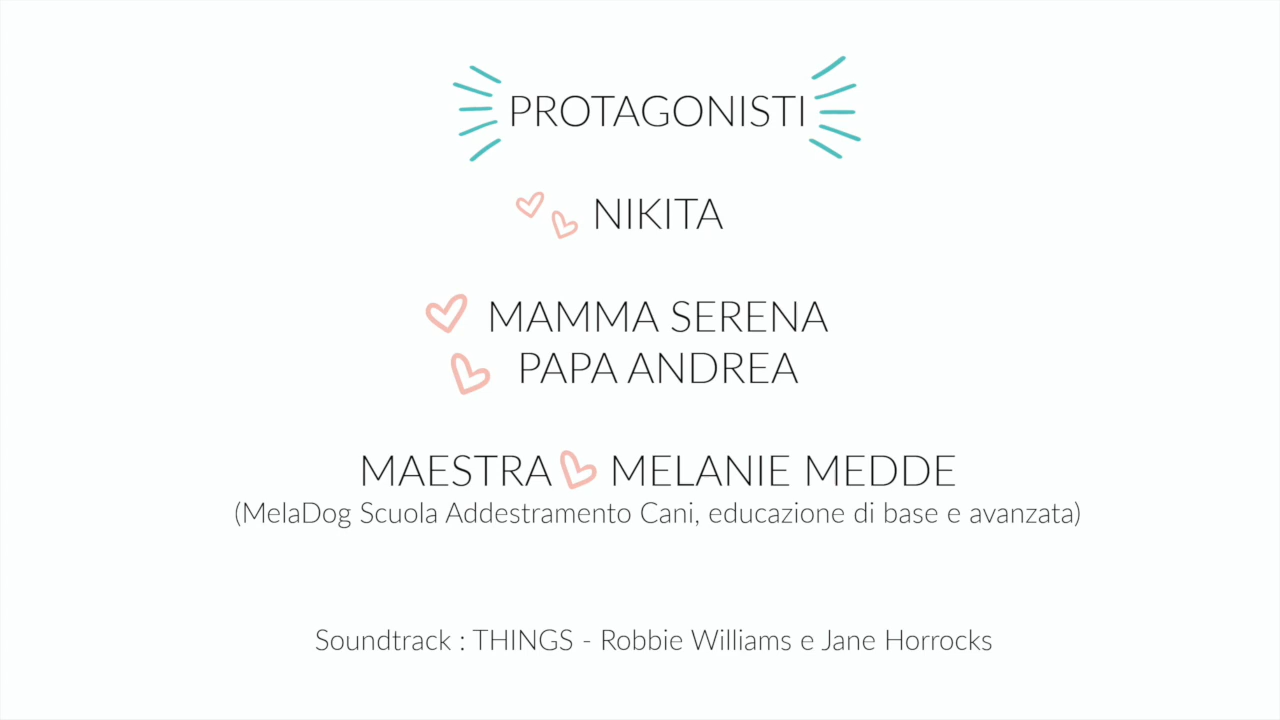 PROTAGONISTI
NIKITA
MAMMA SERENA
PAPA ANDREA
MAESTRA MELANIE MEDDE
(MelaDog Scuola Addestramento Cani, educazione di base e avanzata)
Soundtrack : THINGS - Robbie Williams e Jane Horrocks